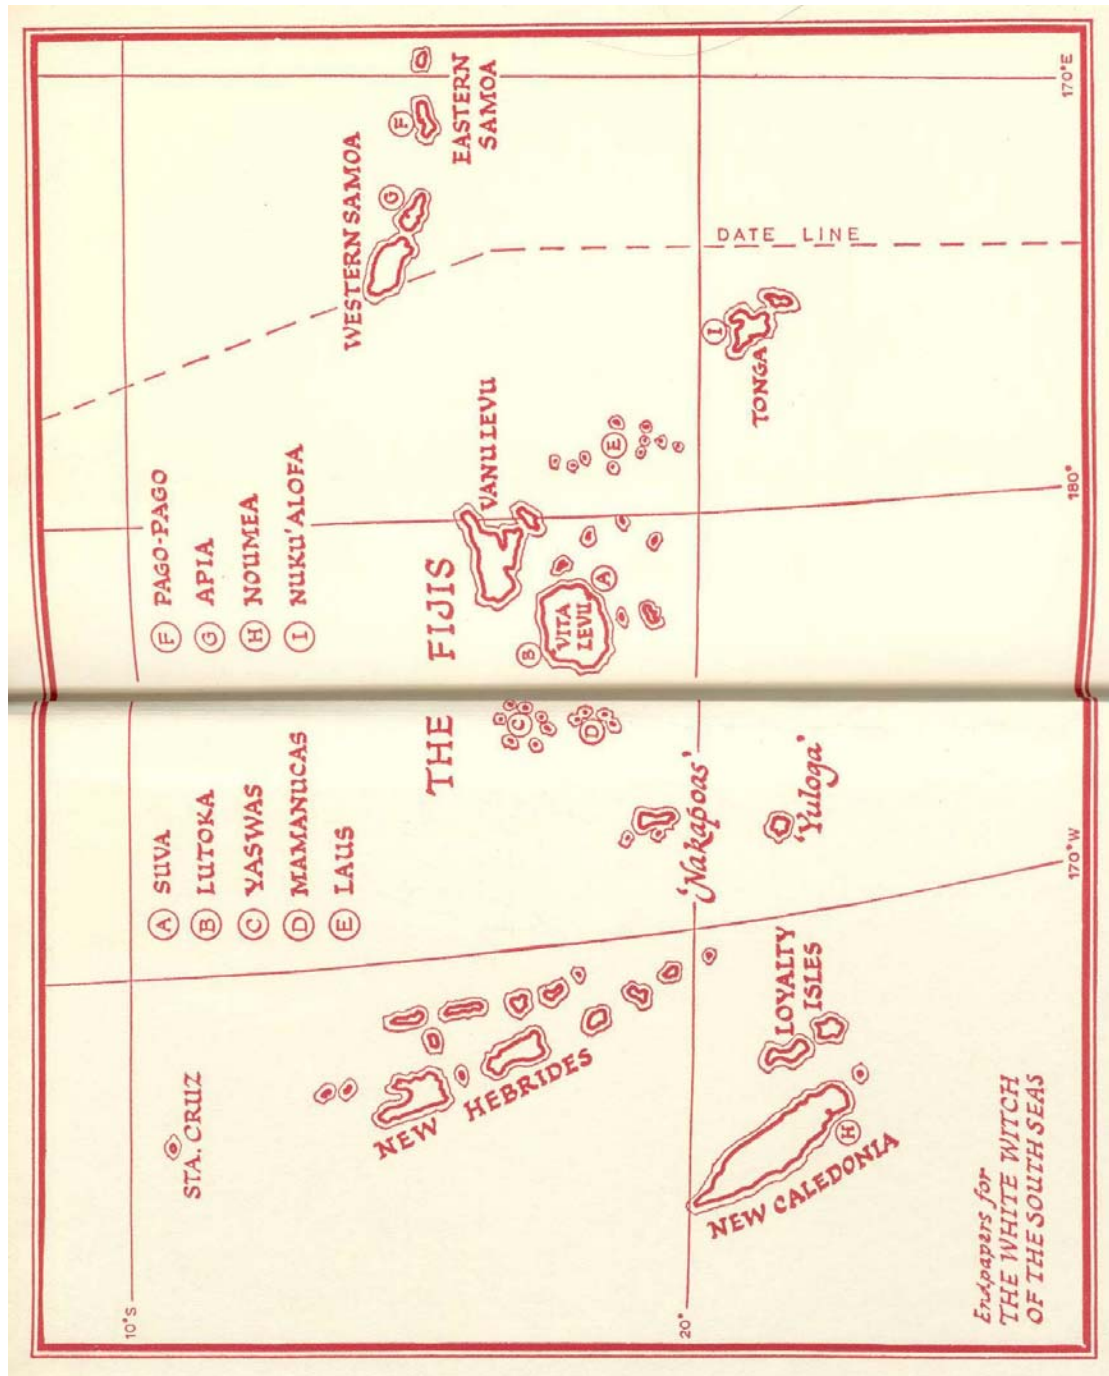 10°S
20°
STA. CRUZ
NEW HEBRIDES
NEW CALEDONIA
H
LOYALTY
ISLES
Endpapers for
THE WHITE WITCH
OF THE SOUTH SEAS
A SUVA
B LUTOKA
C YASWAS
D MAMANUCAS
E LAUS
THE FIJIS
C
D
'Nakapoas'
'Yuloga'
170°W
F PAGO-PAGO
G APIA
H NOUMEA
I NUKU'ALOFA
B
VITA
LEVU
A
VANU LEVU
E
180°
WESTERN SAMOA
G
F
EASTERN
SAMOA
DATE LINE
I
TONGA
170°E